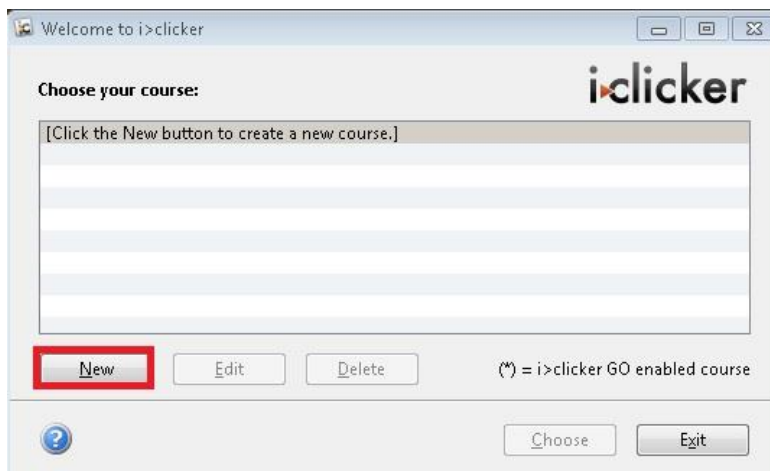 Welcome to i>clicker
Choose your course:
i>clicker
[Click the New button to create a new course.]
New Edit Delete (*) = i>clicker GO enabled course
? Choose Exit